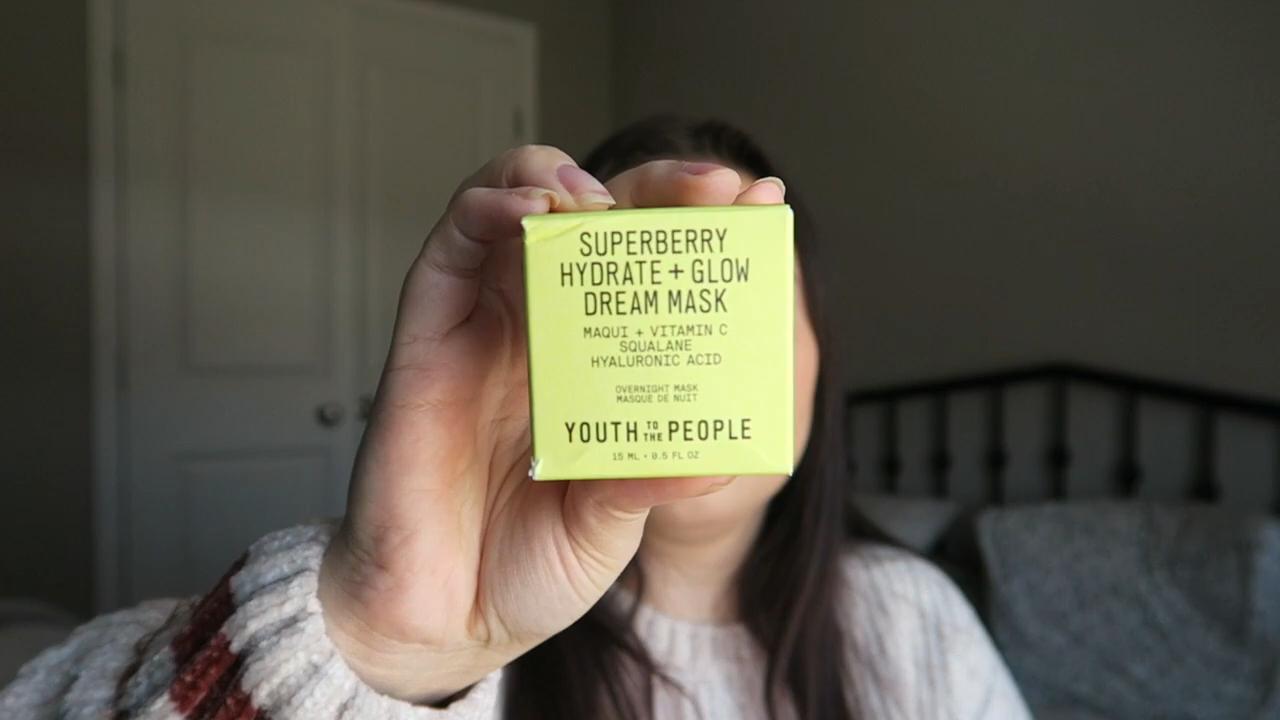 SUPERBERRY
HYDRATE + GLOW
DREAM MASK
MAQUI + VITAMIN C
SQUALANE
HYALURONIC ACID
OVERNIGHT MASK
MASQUE DE NUIT
YOUTH TO THE PEOPLE
15 ML • 0.5 FL OZ